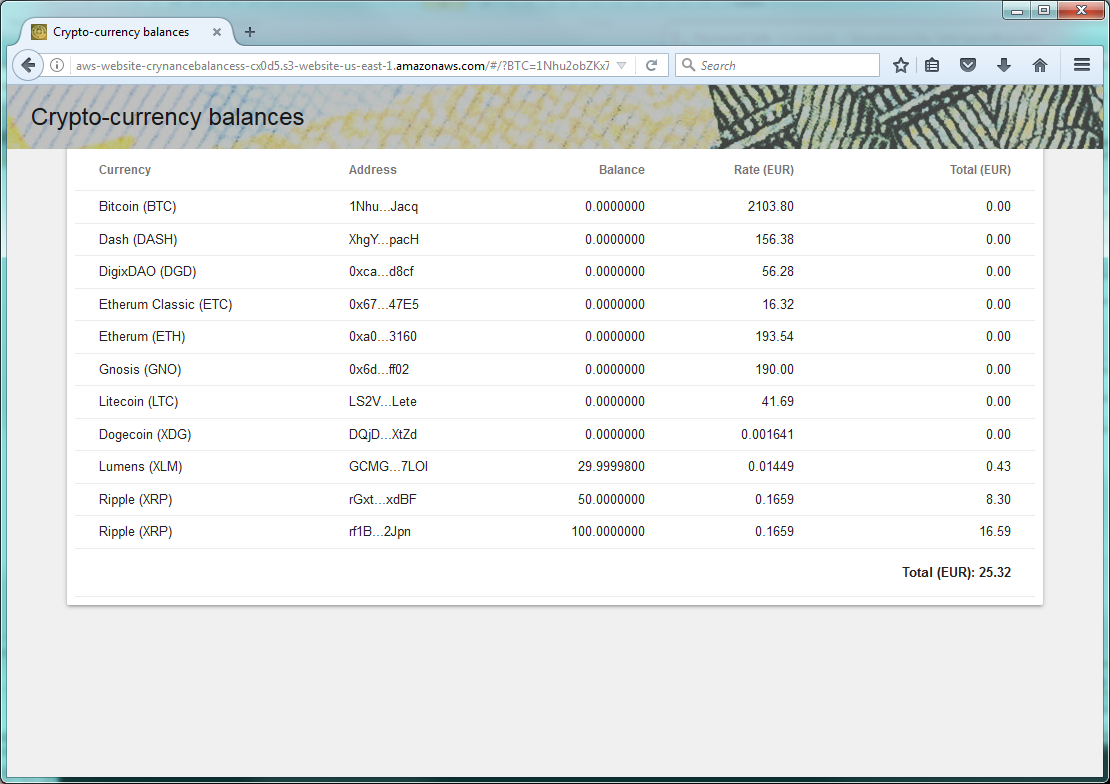 Crypto-currency balances
aws-website-crynancebalancess-cx0d5.s3-website-us-east-1.amazonaws.com/#/?BTC=1Nhu2obZKx7 Search
Crypto-currency balances
Currency Address Balance Rate (EUR) Total (EUR)
Bitcoin (BTC) 1Nhu...Jacq 0.0000000 2103.80 0.00
Dash (DASH) XhgY...pacH 0.0000000 156.38 0.00
DigixDAO (DGD) 0xca...d8cf 0.0000000 56.28 0.00
Etherum Classic (ETC) 0x67...47E5 0.0000000 16.32 0.00
Etherum (ETH) 0xa0...3160 0.0000000 193.54 0.00
Gnosis (GNO) 0x6d...ff02 0.0000000 190.00 0.00
Litecoin (LTC) LS2V...Lete 0.0000000 41.69 0.00
Dogecoin (XDG) DQjD...XtZd 0.0000000 0.001641 0.00
Lumens (XLM) GCMG...7LOI 29.9999800 0.01449 0.43
Ripple (XRP) rGxt...xdBF 50.0000000 0.1659 8.30
Ripple (XRP) rf1B...2Jpn 100.0000000 0.1659 16.59
Total (EUR): 25.32